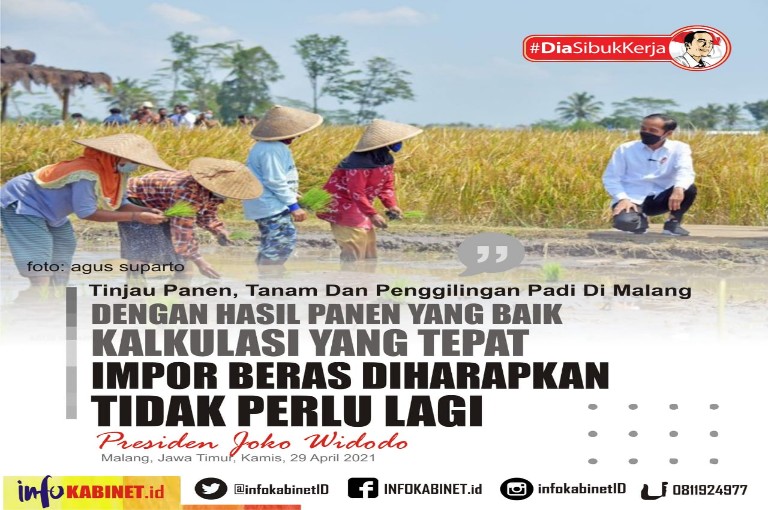 #DiaSibukKerja
foto: agus suparto
Tinjau Panen, Tanam Dan Penggilingan Padi Di Malang
DENGAN HASIL PANEN YANG BAIK
KALKULASI YANG TEPAT
IMPOR BERAS DIHARAPKAN
TIDAK PERLU LAGI
Presiden Joko Widodo
Malang, Jawa Timur, Kamis, 29 April 2021
info KABINET.id @infokabinetID INFOKABINET.id infokabinetID 0811924977